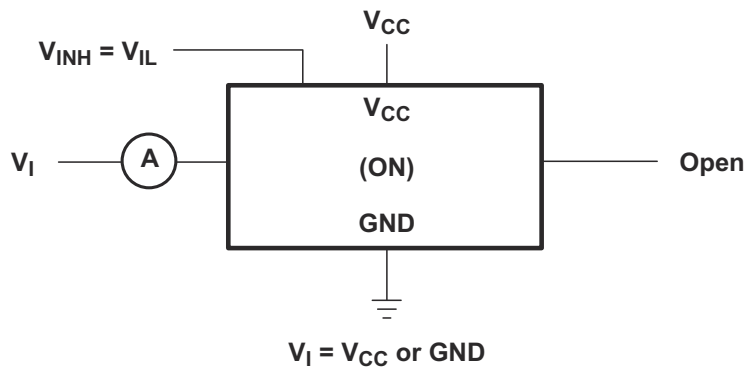 V_CC
V_INH = V_IL
V_CC
V_I
A
(ON)
Open
GND
V_I = V_CC or GND